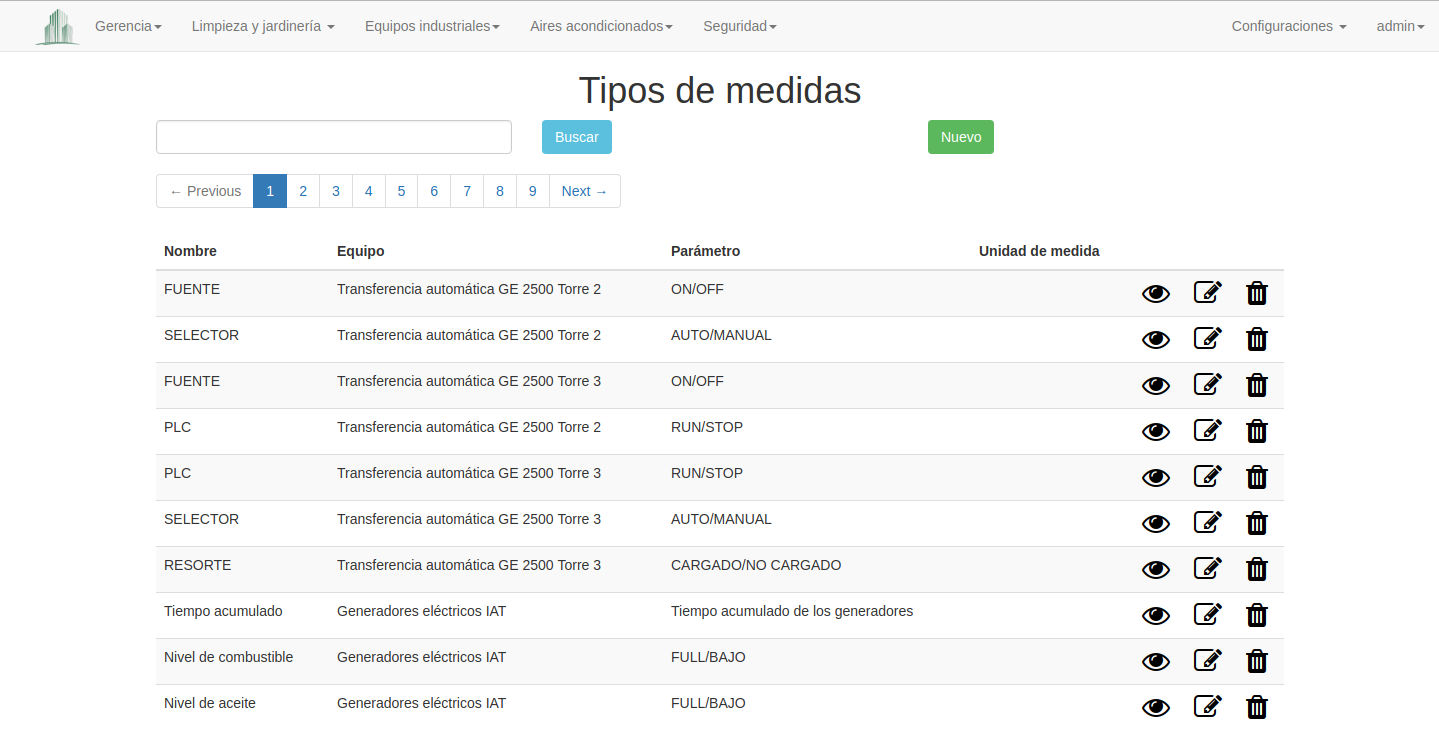 Gerencia Limpieza y jardinería Equipos industriales Aires acondicionados Seguridad Configuraciones admin
Tipos de medidas
Buscar Nuevo
← Previous 1 2 3 4 5 6 7 8 9 Next →
Nombre Equipo Parámetro Unidad de medida
FUENTE Transferencia automática GE 2500 Torre 2 ON/OFF
SELECTOR Transferencia automática GE 2500 Torre 2 AUTO/MANUAL
FUENTE Transferencia automática GE 2500 Torre 3 ON/OFF
PLC Transferencia automática GE 2500 Torre 2 RUN/STOP
PLC Transferencia automática GE 2500 Torre 3 RUN/STOP
SELECTOR Transferencia automática GE 2500 Torre 3 AUTO/MANUAL
RESORTE Transferencia automática GE 2500 Torre 3 CARGADO/NO CARGADO
Tiempo acumulado Generadores eléctricos IAT Tiempo acumulado de los generadores
Nivel de combustible Generadores eléctricos IAT FULL/BAJO
Nivel de aceite Generadores eléctricos IAT FULL/BAJO